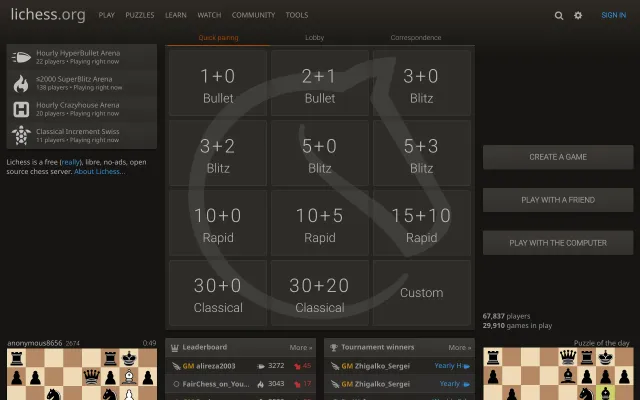 lichess.org PLAY PUZZLES LEARN WATCH COMMUNITY TOOLS SIGN IN
Hourly HyperBullet Arena
22 players • Playing right now
≤2000 SuperBlitz Arena
138 players • Playing right now
Hourly Crazyhouse Arena
20 players • Playing right now
Classical Increment Swiss
11 players • Playing right now
Lichess is a free (really), libre, no-ads, open
source chess server. About Lichess...
Quick pairing Lobby Correspondence
1+0 2+1 3+0
Bullet Bullet Blitz
3+2 5+0 5+3
Blitz Blitz Blitz
10+0 10+5 15+10
Rapid Rapid Rapid
30+0 30+20 Custom
Classical Classical
CREATE A GAME
PLAY WITH A FRIEND
PLAY WITH THE COMPUTER
67,837 players
29,910 games in play
anonymous8656 2674 0:49
Leaderboard More »
GM alireza2003 3272 45
FairChess_on_You... 3043 17
Tournament winners More »
GM Zhigalko_Sergei Yearly H
GM Zhigalko_Sergei Yearly
Puzzle of the day